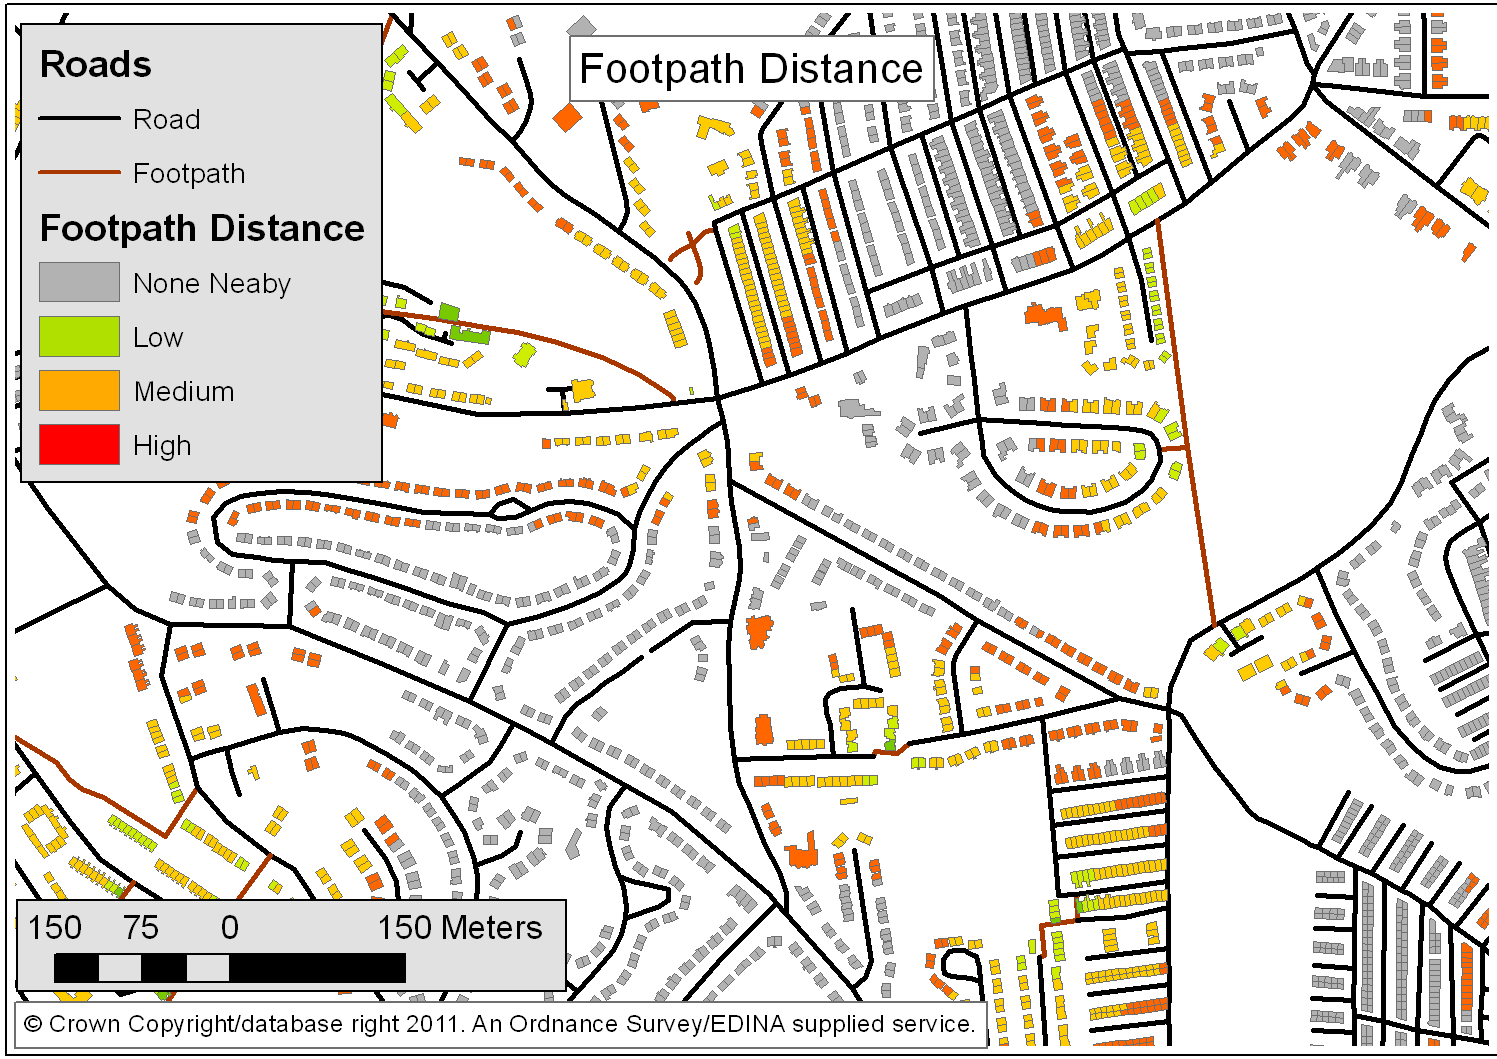 Footpath Distance
Roads
Road
Footpath
Footpath Distance
None Neaby
Low
Medium
High
150 75 0 150 Meters
© Crown Copyright/database right 2011. An Ordnance Survey/EDINA supplied service.